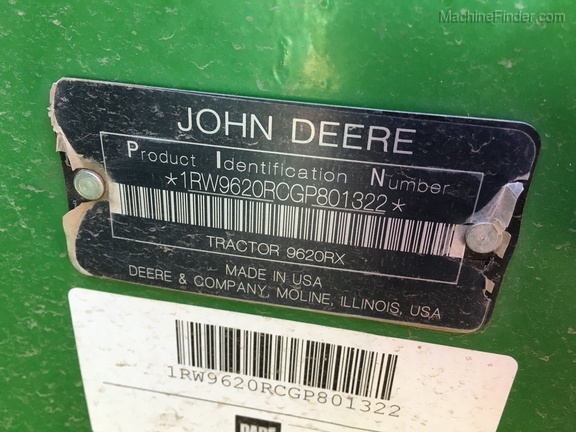 MachineFinder.com
JOHN DEERE
Product Identification Number
*1RW9620RCGP801322*
TRACTOR 9620RX
MADE IN USA
DEERE & COMPANY, MOLINE, ILLINOIS, USA
1RW9620RCGP801322